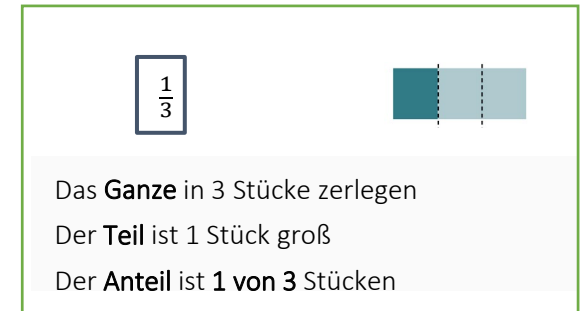 1/3
Das Ganze in 3 Stücke zerlegen
Der Teil ist 1 Stück groß
Der Anteil ist 1 von 3 Stücken